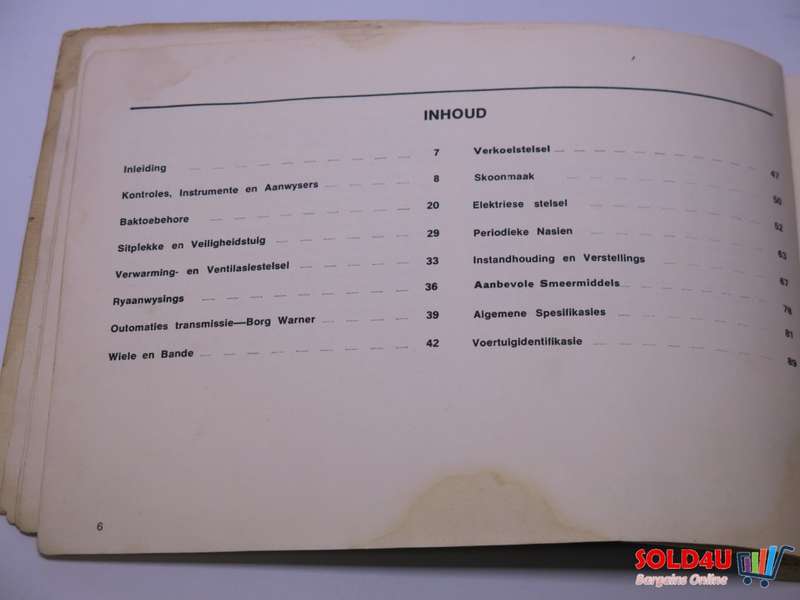 INHOUD
Inleiding 7
Kontroles, Instrumente en Aanwysers 8
Baktoebehore 20
Sitplekke en Veiligheidstuig 29
Verwarming- en Ventilasiestelsel 33
Ryaanwysings 36
Outomaties transmissie—Borg Warner 39
Wiele en Bande 42
Verkoelstelsel 47
Skoonmaak 50
Elektriese stelsel 52
Periodieke Nasien 63
Instandhouding en Verstellings 67
Aanbevole Smeermiddels 78
Algemene Spesifikasies 81
Voertuigidentifikasie 89
6
SOLD4U
Bargains Online